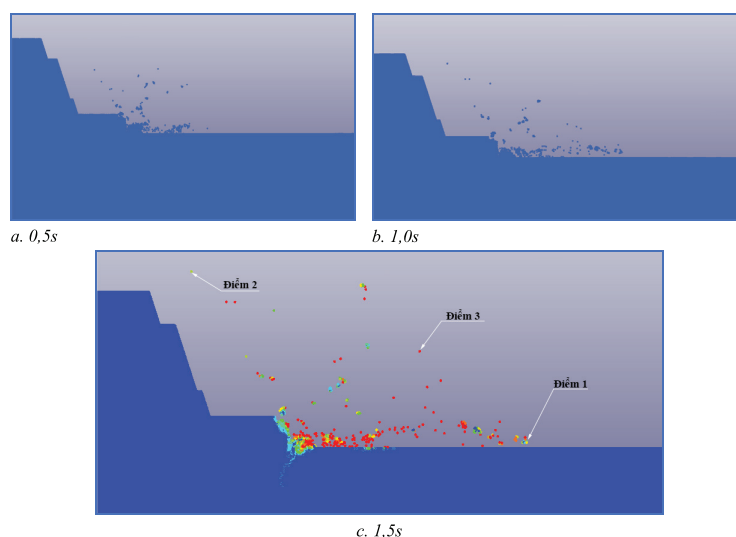 a. 0,5s
b. 1,0s
Điểm 2
Điểm 3
Điểm 1
c. 1,5s